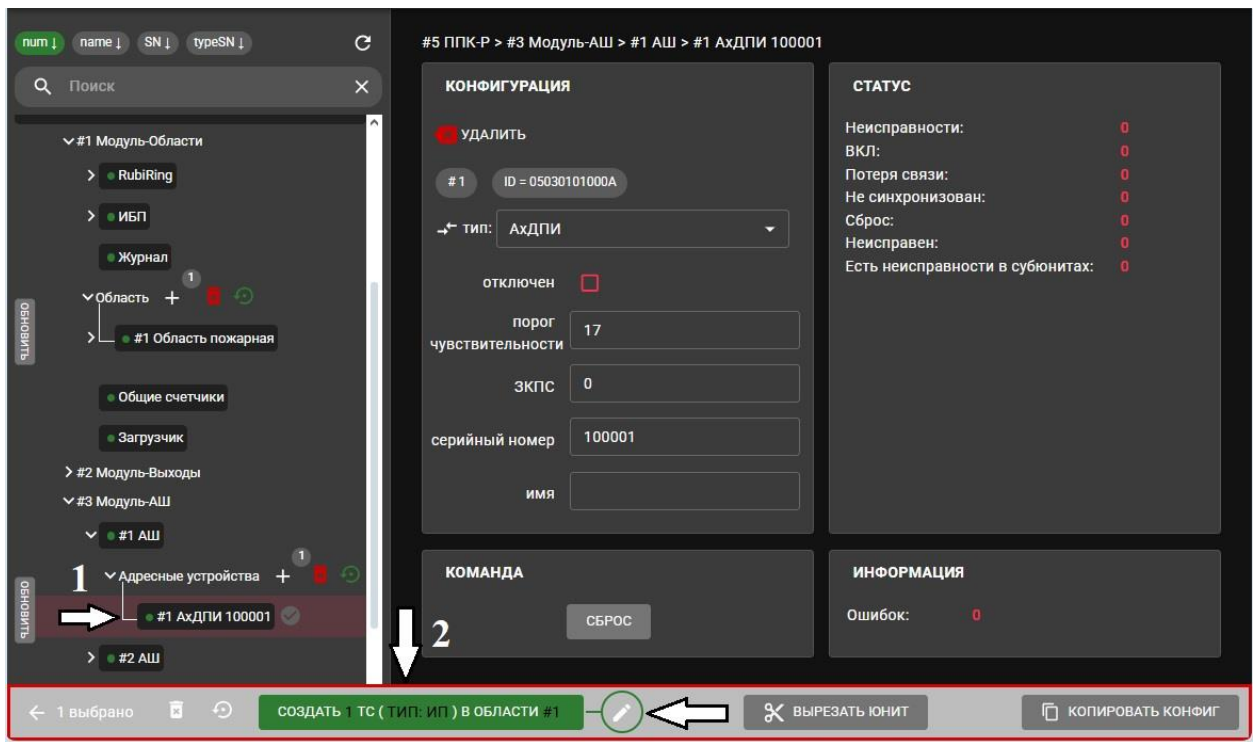 num ↓ name ↓ SN ↓ typeSN ↓
Поиск
#1 Модуль-Области
RubiRing
ИБП
Журнал
1
Область +
#1 Область пожарная
Общие счетчики
Загрузчик
#2 Модуль-Выходы
#3 Модуль-АШ
#1 АШ
1
1 Адресные устройства +
#1 АхДПИ 100001
#2 АШ
ОБНОВИТЬ
ОБНОВИТЬ
#5 ППК-Р > #3 Модуль-АШ > #1 АШ > #1 АхДПИ 100001
КОНФИГУРАЦИЯ
УДАЛИТЬ
# 1 ID = 05030101000A
тип: АхДПИ
отключен
порог
чувствительности 17
ЗКПС 0
серийный номер 100001
имя
СТАТУС
Неисправности: 0
ВКЛ: 0
Потеря связи: 0
Не синхронизован: 0
Сброс: 0
Неисправен: 0
Есть неисправности в субюнитах: 0
КОМАНДА
СБРОС
2
ИНФОРМАЦИЯ
Ошибок: 0
← 1 выбрано СОЗДАТЬ 1 ТС ( ТИП: ИП ) В ОБЛАСТИ #1 ВЫРЕЗАТЬ ЮНИТ КОПИРОВАТЬ КОНФИГ